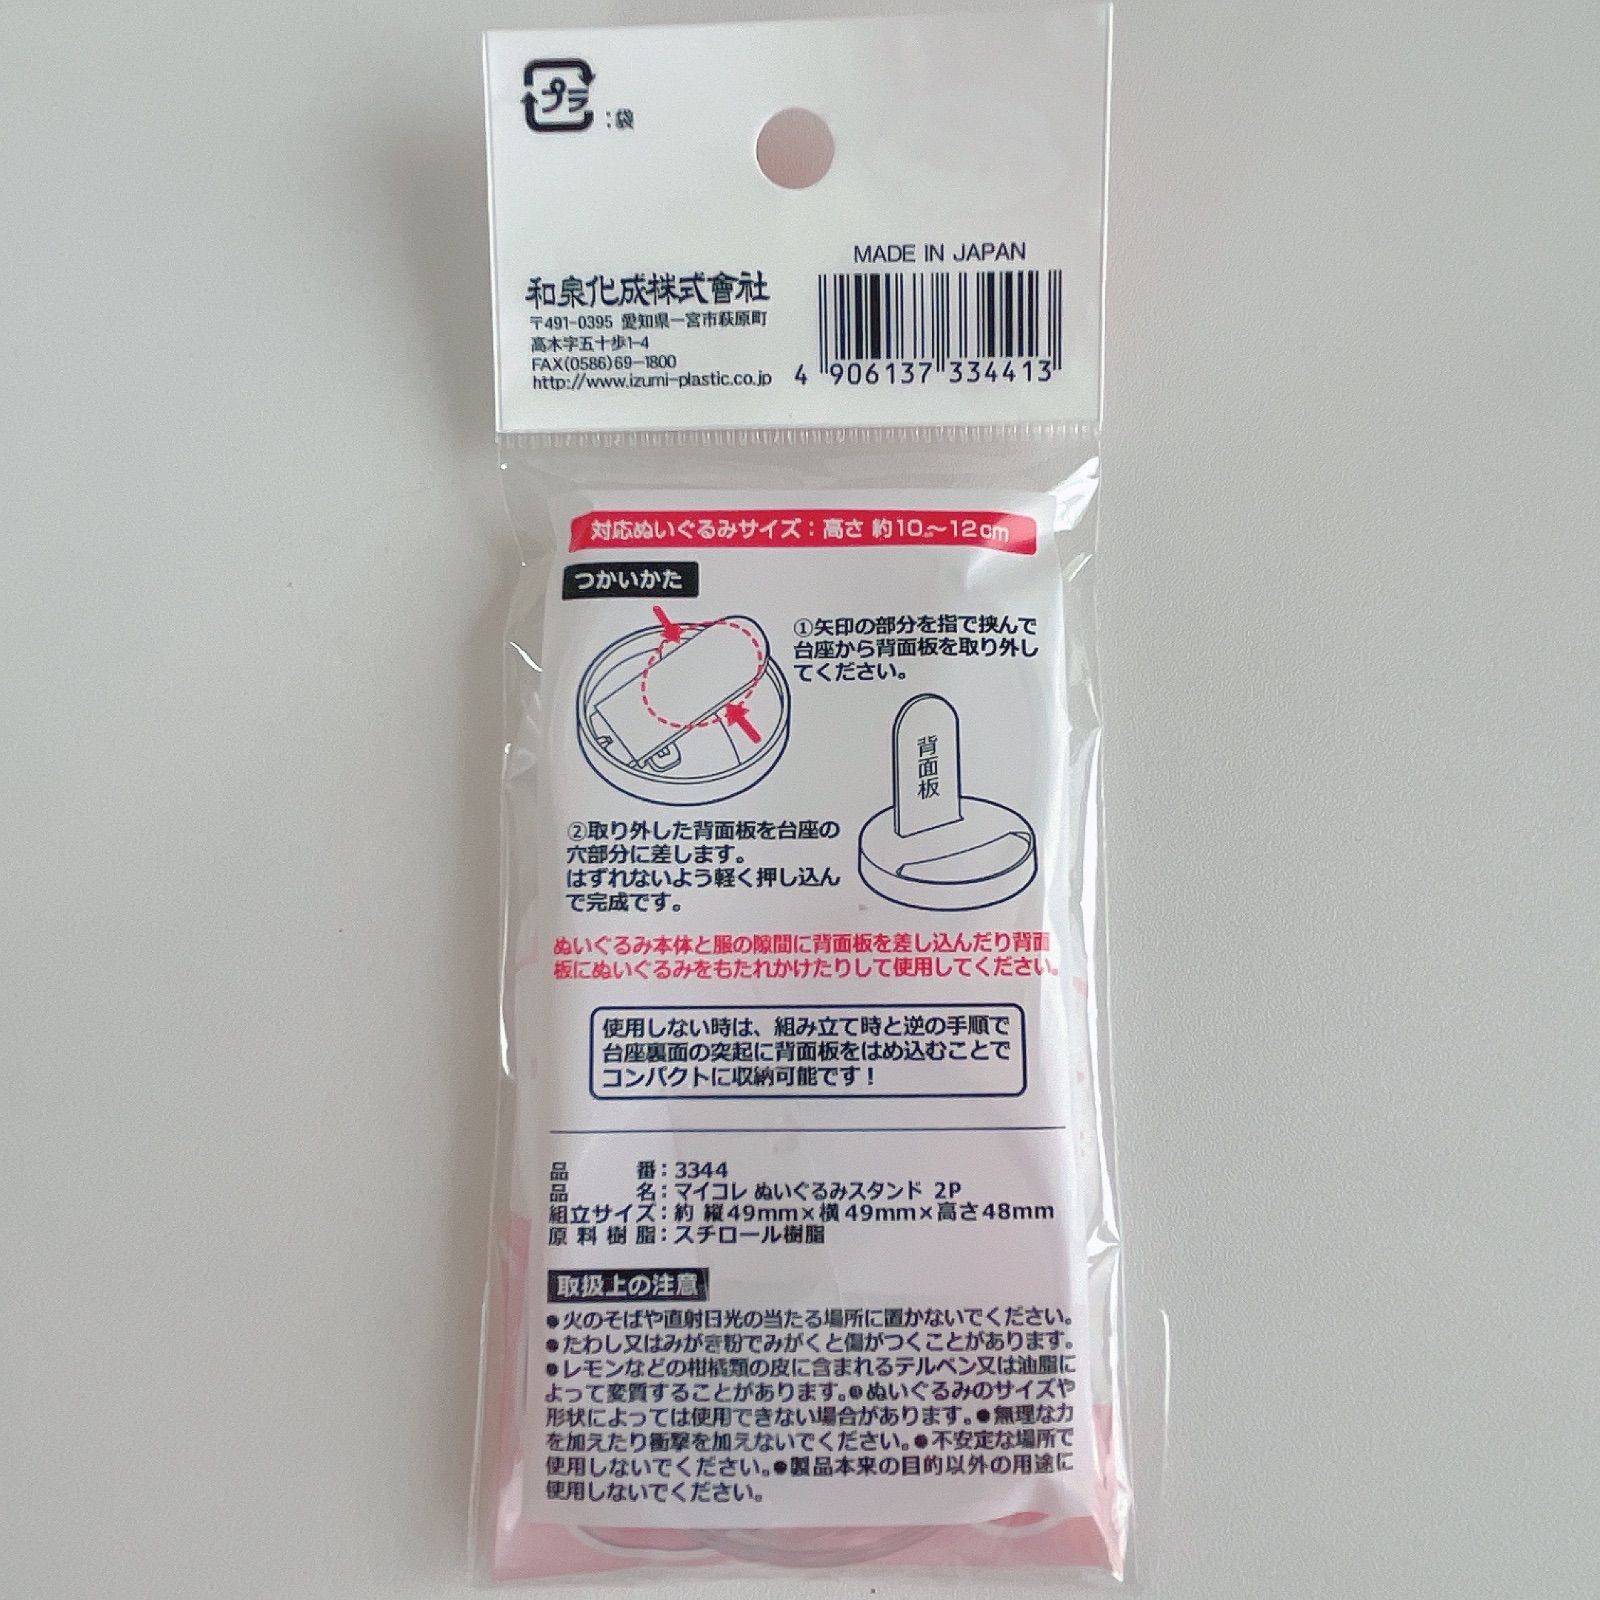 プラ
:袋
MADE IN JAPAN
和泉化成株式會社
〒491-0395 愛知県一宮市萩原町
高木字五十歩1-4
FAX(0586)69-1800
http://www.izumi-plastic.co.jp
4 906137 334413
対応ぬいぐるみサイズ：高さ 約10～12cm
つかいかた
①矢印の部分を指で挟んで
台座から背面板を取り外し
てください。
背面板
②取り外した背面板を台座の
穴部分に差します。
はずれないよう軽く押し込ん
で完成です。
ぬいぐるみ本体と服の隙間に背面板を差し込んだり背面
板にぬいぐるみをもたれかけたりして使用してください。
使用しない時は、組み立て時と逆の手順で
台座裏面の突起に背面板をはめ込むことで
コンパクトに収納可能です！
品番：3344
品名：マイコレ ぬいぐるみスタンド 2P
組立サイズ：約 縦49mm×横49mm×高さ48mm
原料樹脂：スチロール樹脂
取扱上の注意
●火のそばや直射日光の当たる場所に置かないでください。
●たわし又はみがき粉でみがくと傷がつくことがあります。
●レモンなどの柑橘類の皮に含まれるテルペン又は油脂に
よって変質することがあります。●ぬいぐるみのサイズや
形状によっては使用できない場合があります。●無理な力
を加えたり衝撃を加えないでください。●不安定な場所で
使用しないでください。●製品本来の目的以外の用途に
使用しないでください。